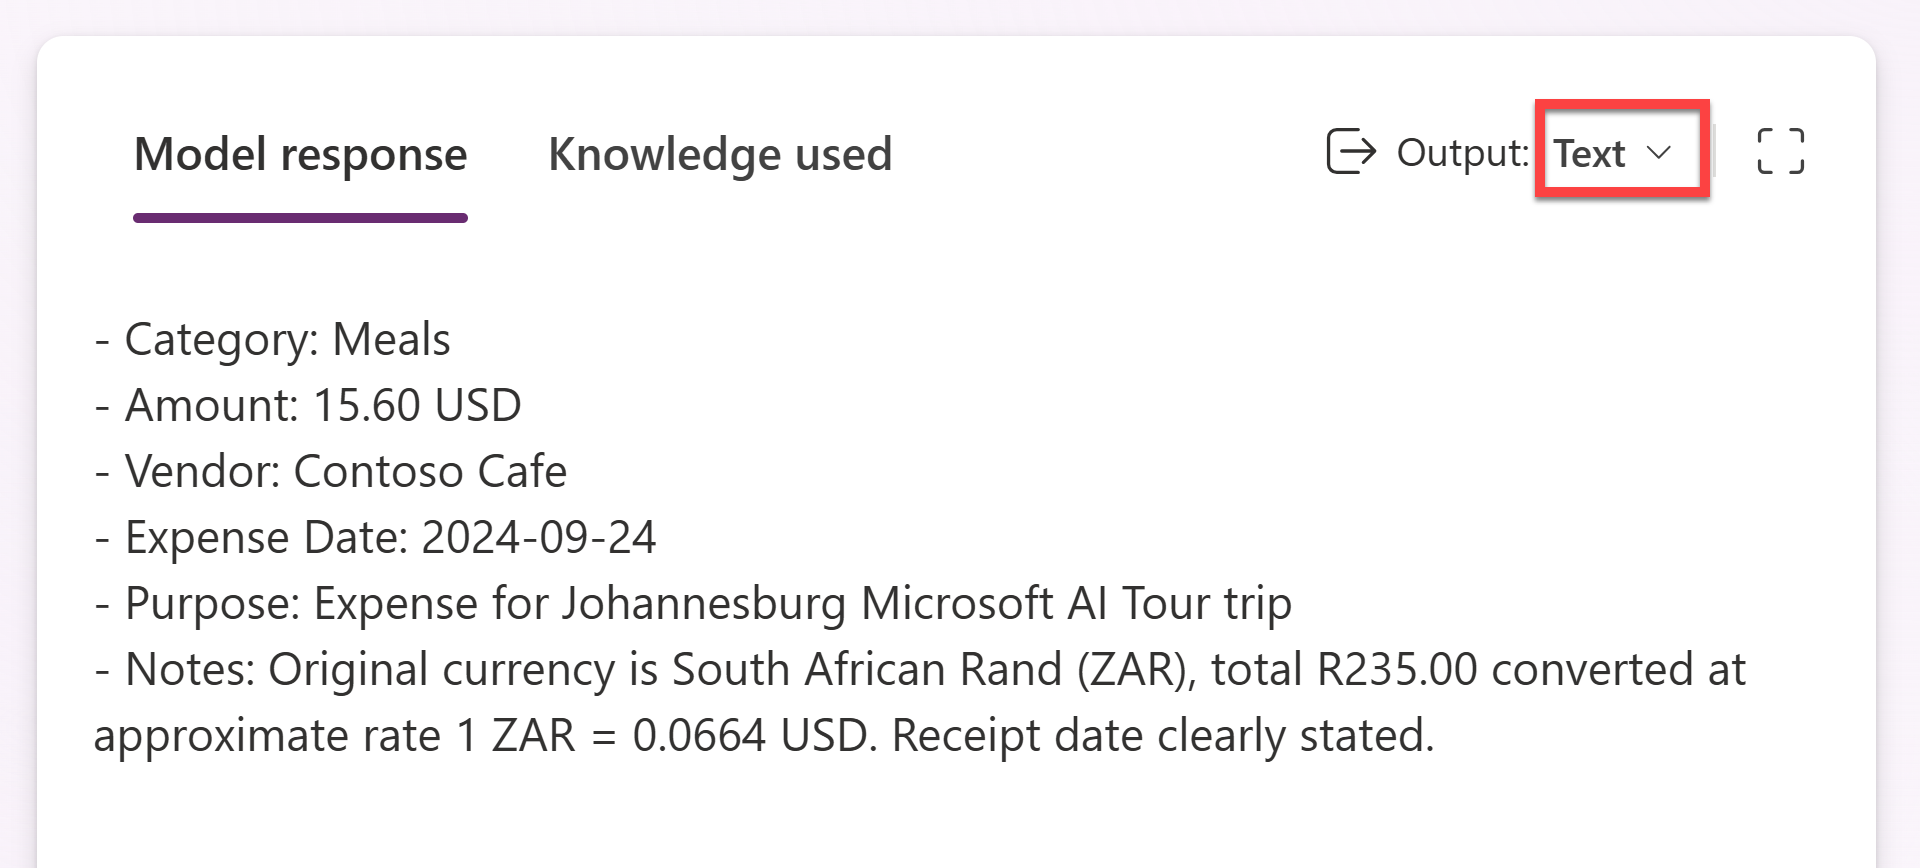 Model response Knowledge used Output: Text
- Category: Meals
- Amount: 15.60 USD
- Vendor: Contoso Cafe
- Expense Date: 2024-09-24
- Purpose: Expense for Johannesburg Microsoft AI Tour trip
- Notes: Original currency is South African Rand (ZAR), total R235.00 converted at
approximate rate 1 ZAR = 0.0664 USD. Receipt date clearly stated.